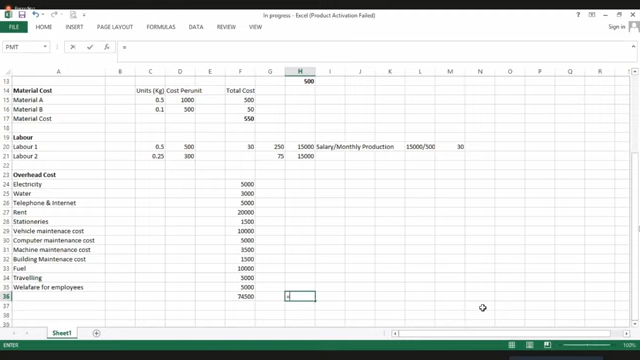 In progress - Excel (Product Activation Failed)
FILE HOME INSERT PAGE LAYOUT FORMULAS DATA REVIEW VIEW Sign in
PMT =
A B C D E F G H I J K L M N O P Q R S
13 500
14 Material Cost Units (Kg) Cost Perunit Total Cost
15 Material A 0.5 1000 500
16 Material B 0.1 500 50
17 Material Cost 550
18
19 Labour
20 Labour 1 0.5 500 30 250 15000 Salary/Monthly Production 15000/500 30
21 Labour 2 0.25 300 75 15000
22
23 Overhead Cost
24 Electricity 5000
25 Water 3000
26 Telephone & Internet 5000
27 Rent 20000
28 Stationeries 1500
29 Vehicle maintenace cost 10000
30 Computer maintenance cost 5000
31 Machine maintenance cost 3500
32 Building Maintenace cost 1500
33 Fuel 10000
34 Travelling 5000
35 Welafare for employees 5000
36 74500 =
37
38
39
Sheet1
100%